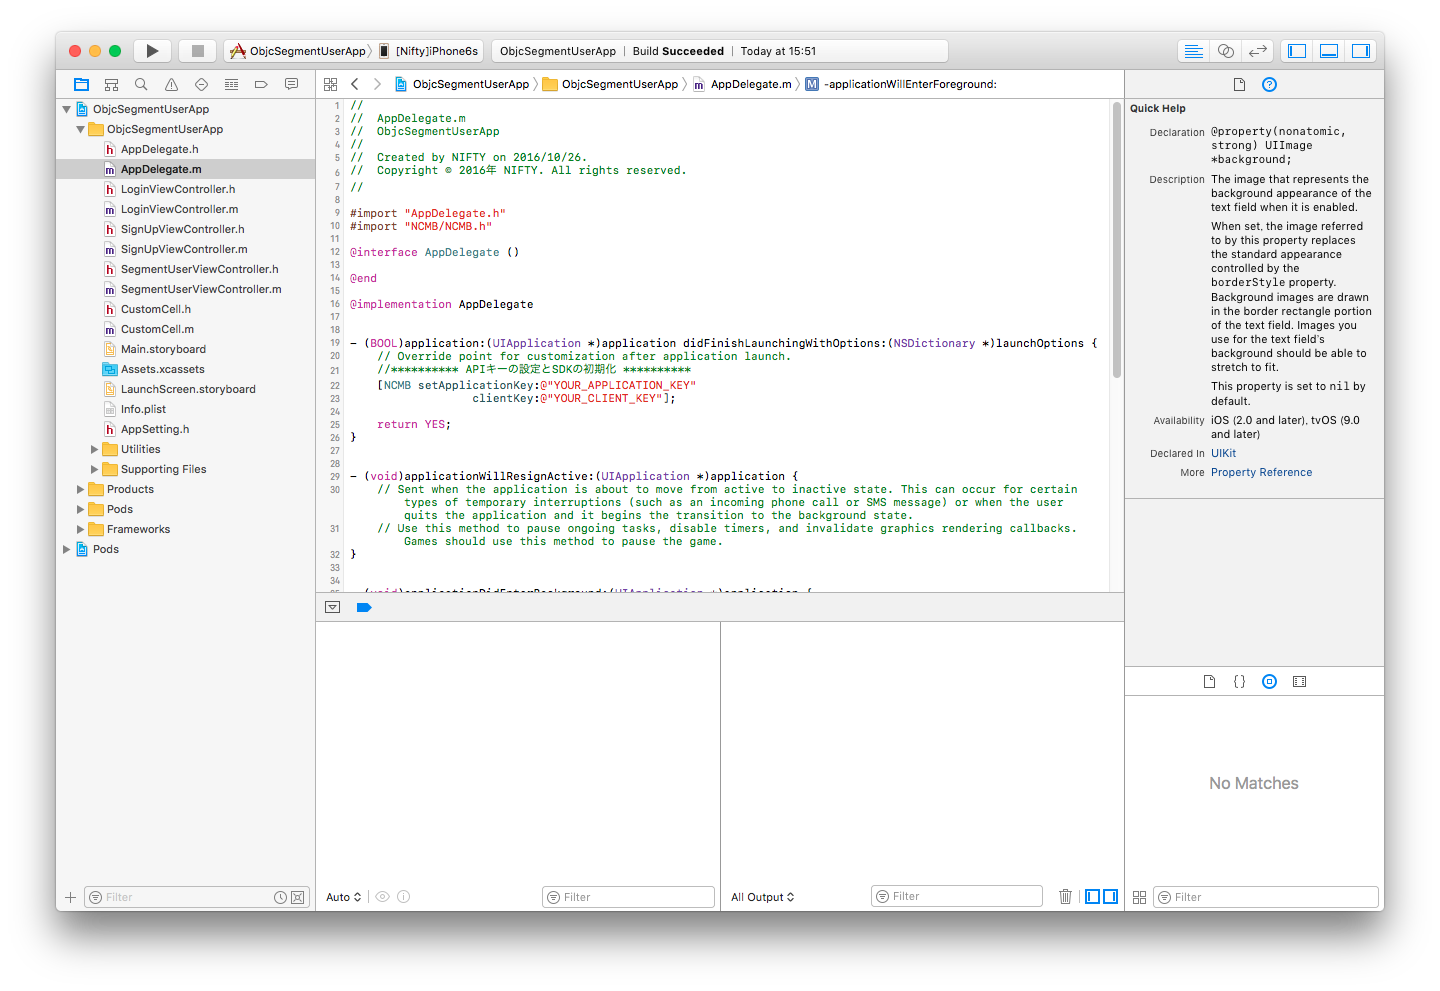 ObjcSegmentUserApp
[Nifty]iPhone6s
ObjcSegmentUserApp | Build Succeeded | Today at 15:51
ObjcSegmentUserApp
ObjcSegmentUserApp
AppDelegate.m
M -applicationWillEnterForeground:
ObjcSegmentUserApp
ObjcSegmentUserApp
h AppDelegate.h
m AppDelegate.m
h LoginViewController.h
m LoginViewController.m
h SignUpViewController.h
m SignUpViewController.m
h SegmentUserViewController.h
m SegmentUserViewController.m
h CustomCell.h
m CustomCell.m
Main.storyboard
Assets.xcassets
LaunchScreen.storyboard
Info.plist
h AppSetting.h
Utilities
Supporting Files
Products
Pods
Frameworks
Pods
Filter
1 //
2 //  AppDelegate.m
3 //  ObjcSegmentUserApp
4 //
5 //  Created by NIFTY on 2016/10/26.
6 //  Copyright © 2016年 NIFTY. All rights reserved.
7 //
8
9 #import "AppDelegate.h"
10 #import "NCMB/NCMB.h"
11
12 @interface AppDelegate ()
13
14 @end
15
16 @implementation AppDelegate
17
18
19 - (BOOL)application:(UIApplication *)application didFinishLaunchingWithOptions:(NSDictionary *)launchOptions {
20     // Override point for customization after application launch.
21     //********** APIキーの設定とSDKの初期化 **********
22     [NCMB setApplicationKey:@"YOUR_APPLICATION_KEY"
23                   clientKey:@"YOUR_CLIENT_KEY"];
24
25     return YES;
26 }
27
28
29 - (void)applicationWillResignActive:(UIApplication *)application {
30     // Sent when the application is about to move from active to inactive state. This can occur for certain
types of temporary interruptions (such as an incoming phone call or SMS message) or when the user
quits the application and it begins the transition to the background state.
31     // Use this method to pause ongoing tasks, disable timers, and invalidate graphics rendering callbacks.
Games should use this method to pause the game.
32 }
33
34
35 - (void)applicationDidEnterBackground:(UIApplication *)application {
Auto
Filter
All Output
Filter
Quick Help
Declaration @property(nonatomic,
strong) UIImage
*background;
Description The image that represents the
background appearance of the
text field when it is enabled.
When set, the image referred
to by this property replaces
the standard appearance
controlled by the
borderStyle property.
Background images are drawn
in the border rectangle portion
of the text field. Images you
use for the text field's
background should be able to
stretch to fit.
This property is set to nil by
default.
Availability iOS (2.0 and later), tvOS (9.0
and later)
Declared In UIKit
More Property Reference
No Matches
Filter